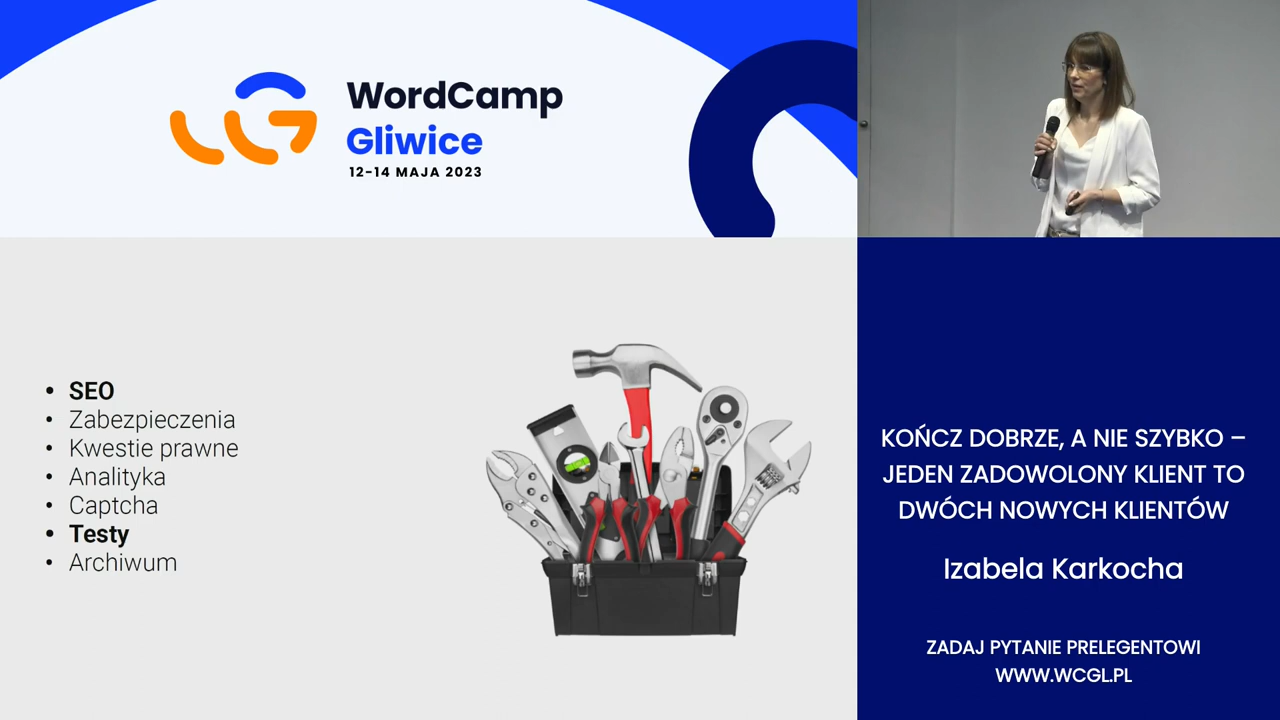 WordCamp
Gliwice
12-14 MAJA 2023
• SEO
• Zabezpieczenia
• Kwestie prawne
• Analityka
• Captcha
• Testy
• Archiwum
KOŃCZ DOBRZE, A NIE SZYBKO –
JEDEN ZADOWOLONY KLIENT TO
DWÓCH NOWYCH KLIENTÓW
Izabela Karkocha
ZADAJ PYTANIE PRELEGENTOWI
WWW.WCGL.PL